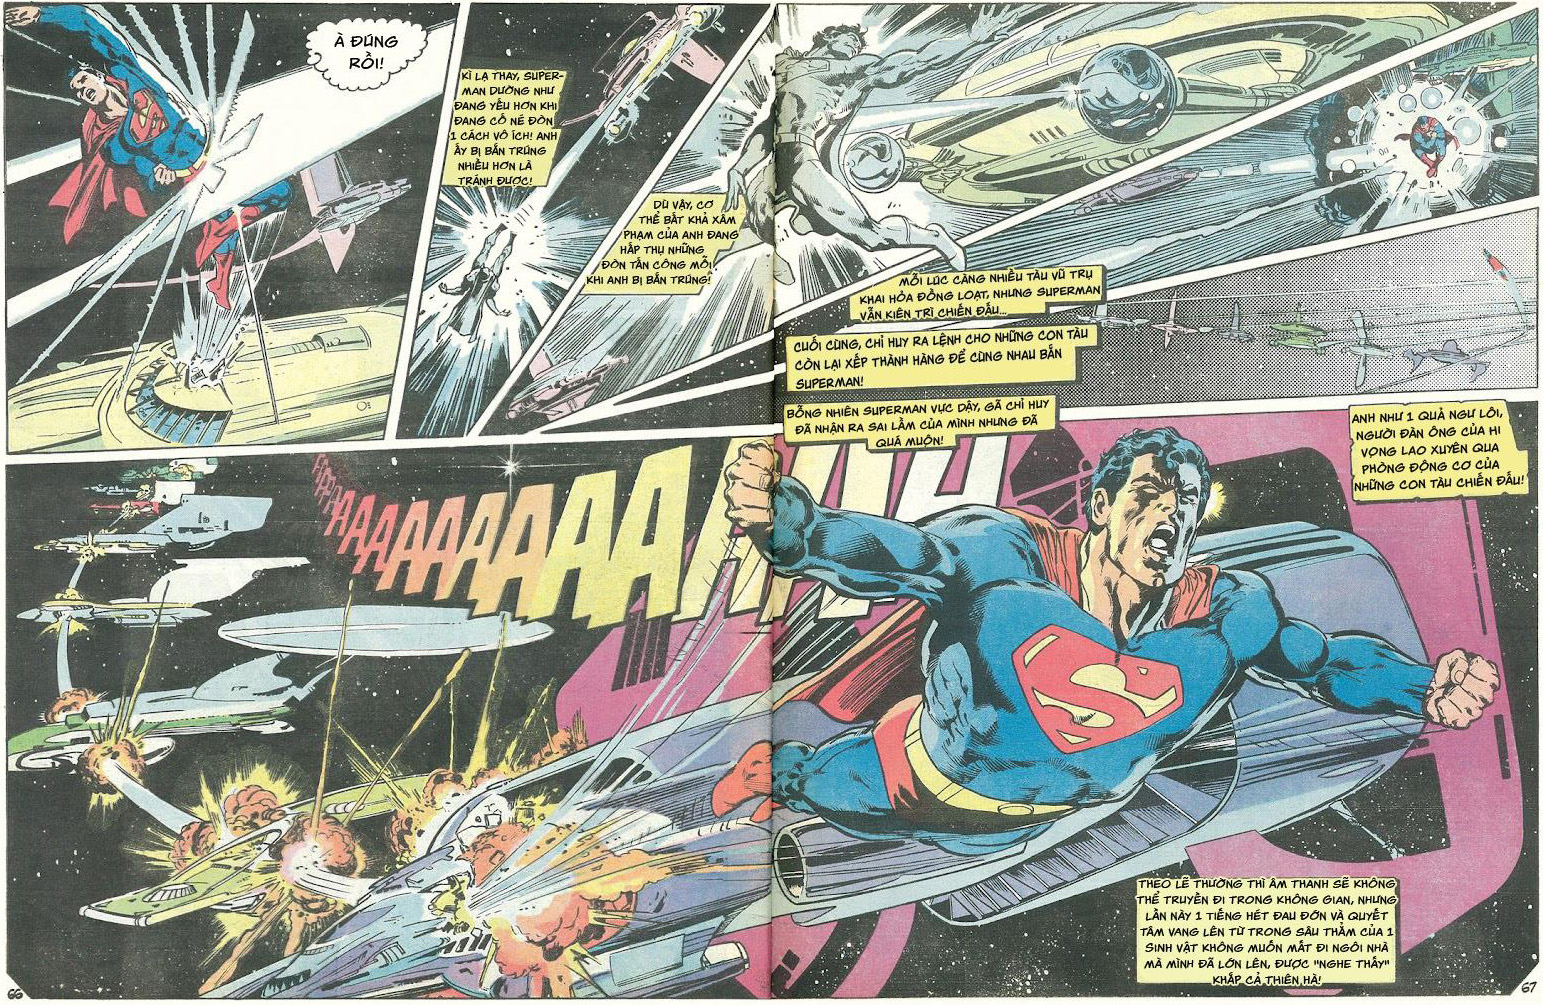 À ĐÚNG
RỒI!
KÌ LẠ THAY, SUPER-
MAN DƯỜNG NHƯ
ĐANG YẾU HƠN KHI
ĐANG CỐ NÉ ĐÒN
1 CÁCH VÔ ÍCH! ANH
ẤY BỊ BẮN TRÚNG
NHIỀU HƠN LÀ
TRÁNH ĐƯỢC!
DÙ VẬY, CƠ
THỂ BẤT KHẢ XÂM
PHẠM CỦA ANH ĐANG
HẤP THỤ NHỮNG
ĐÒN TẤN CÔNG MỖI
KHI ANH BỊ BẮN TRÚNG!
MỖI LÚC CÀNG NHIỀU TÀU VŨ TRỤ
KHAI HỎA ĐỒNG LOẠT, NHƯNG SUPERMAN
VẪN KIÊN TRÌ CHIẾN ĐẤU...
CUỐI CÙNG, CHỈ HUY RA LỆNH CHO NHỮNG CON TÀU
CÒN LẠI XẾP THÀNH HÀNG ĐỂ CÙNG NHAU BẮN
SUPERMAN!
BỖNG NHIÊN SUPERMAN VỰC DẬY, GÃ CHỈ HUY
ĐÃ NHẬN RA SAI LẦM CỦA MÌNH NHƯNG ĐÃ
QUÁ MUỘN!
ANH NHƯ 1 QUẢ NGƯ LÔI,
NGƯỜI ĐÀN ÔNG CỦA HI
VỌNG LAO XUYÊN QUA
PHÒNG ĐỘNG CƠ CỦA
NHỮNG CON TÀU CHIẾN ĐẤU!
THEO LẼ THƯỜNG THÌ ÂM THANH SẼ KHÔNG
THỂ TRUYỀN ĐI TRONG KHÔNG GIAN, NHƯNG
LẦN NÀY 1 TIẾNG HÉT ĐAU ĐỚN VÀ QUYẾT
TÂM VANG LÊN TỪ TRONG SÂU THẲM CỦA 1
SINH VẬT KHÔNG MUỐN MẤT ĐI NGÔI NHÀ
MÀ MÌNH ĐÃ LỚN LÊN, ĐƯỢC "NGHE THẤY"
KHẮP CẢ THIÊN HÀ!
S
66
67